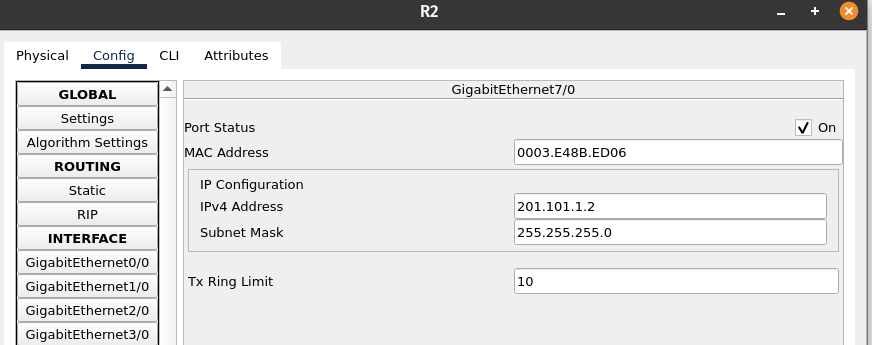 R2
Physical Config CLI Attributes
GLOBAL
Settings
Algorithm Settings
ROUTING
Static
RIP
INTERFACE
GigabitEthernet0/0
GigabitEthernet1/0
GigabitEthernet2/0
GigabitEthernet3/0
GigabitEthernet7/0
Port Status On
MAC Address 0003.E48B.ED06
IP Configuration
IPv4 Address 201.101.1.2
Subnet Mask 255.255.255.0
Tx Ring Limit 10